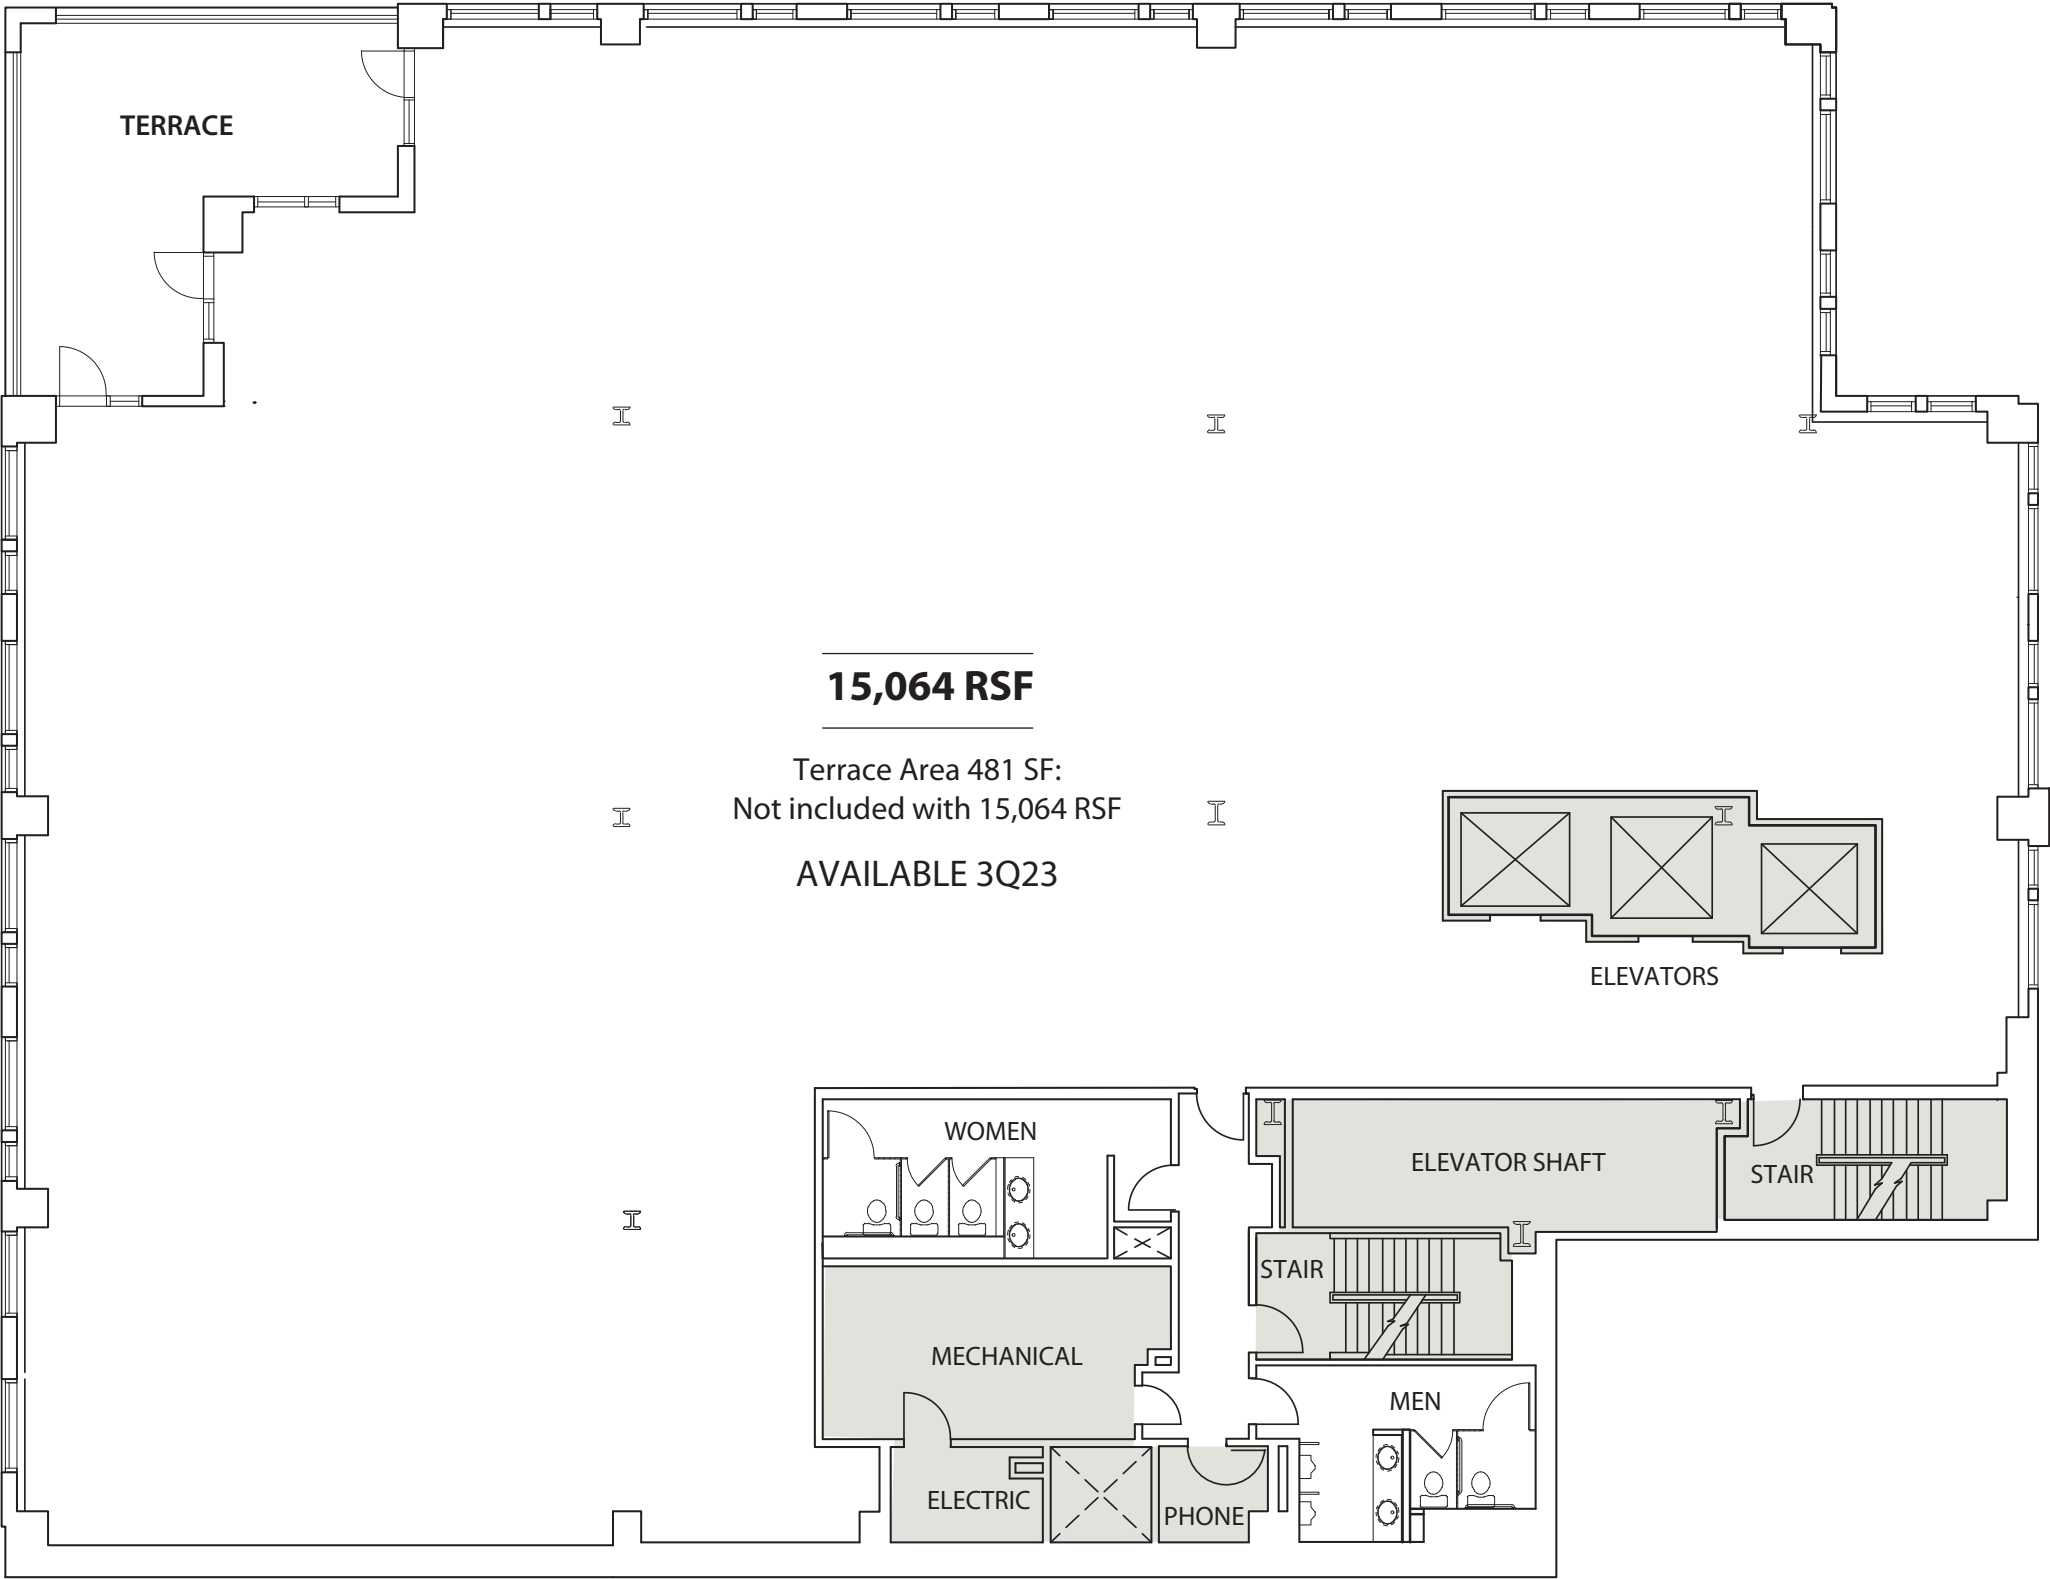 TERRACE
15,064 RSF
Terrace Area 481 SF:
Not included with 15,064 RSF
AVAILABLE 3Q23
ELEVATORS
WOMEN
ELEVATOR SHAFT
STAIR
STAIR
MECHANICAL
MEN
ELECTRIC
PHONE